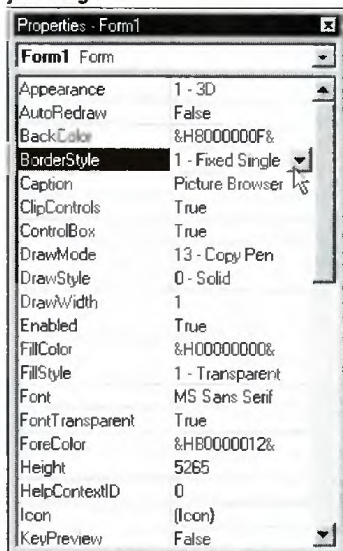 Properties - Form1
Form1 Form
Appearance 1 - 3D
AutoRedraw False
BackColor &H8000000F&
BorderStyle 1 - Fixed Single
Caption Picture Browser
ClipControls True
ControlBox True
DrawMode 13 - Copy Pen
DrawStyle 0 - Solid
DrawWidth 1
Enabled True
FillColor &H00000000&
FillStyle 1 - Transparent
Font MS Sans Serif
FontTransparent True
ForeColor &H80000012&
Height 5265
HelpContextID 0
Icon (Icon)
KeyPreview False